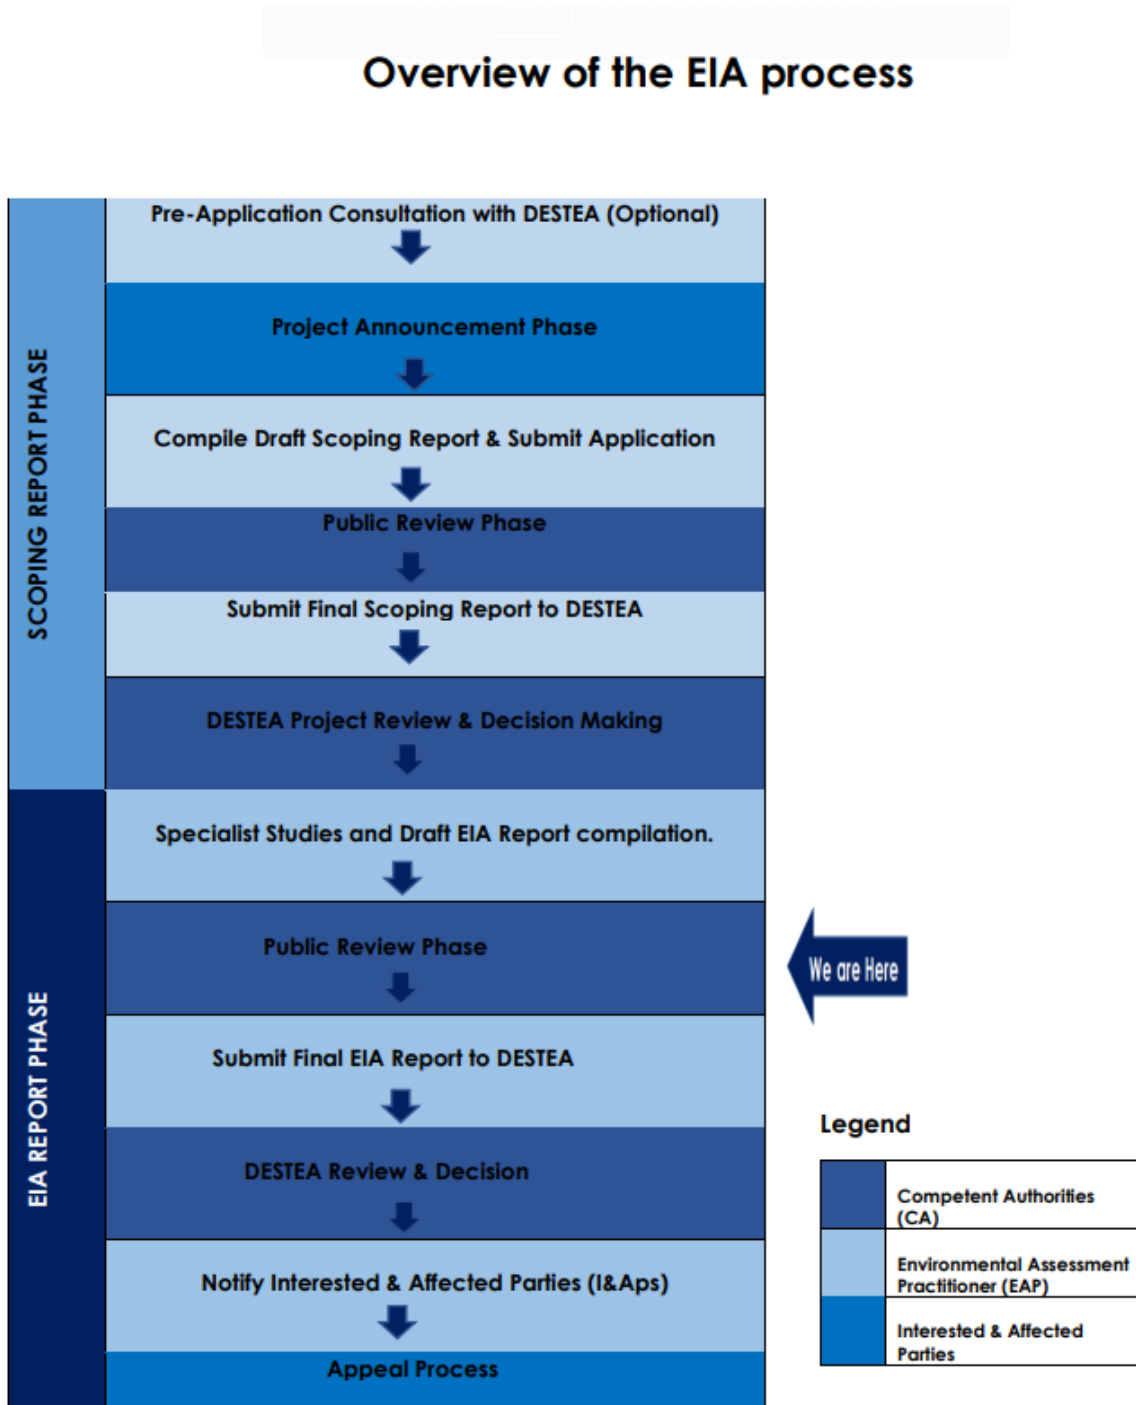 Overview of the EIA process
SCOPING REPORT PHASE
Pre-Application Consultation with DESTEA (Optional)
Project Announcement Phase
Compile Draft Scoping Report & Submit Application
Public Review Phase
Submit Final Scoping Report to DESTEA
DESTEA Project Review & Decision Making
EIA REPORT PHASE
Specialist Studies and Draft EIA Report compilation.
Public Review Phase
We are Here
Submit Final EIA Report to DESTEA
DESTEA Review & Decision
Notify Interested & Affected Parties (I&Aps)
Appeal Process
Legend
Competent Authorities
(CA)
Environmental Assessment
Practitioner (EAP)
Interested & Affected
Parties